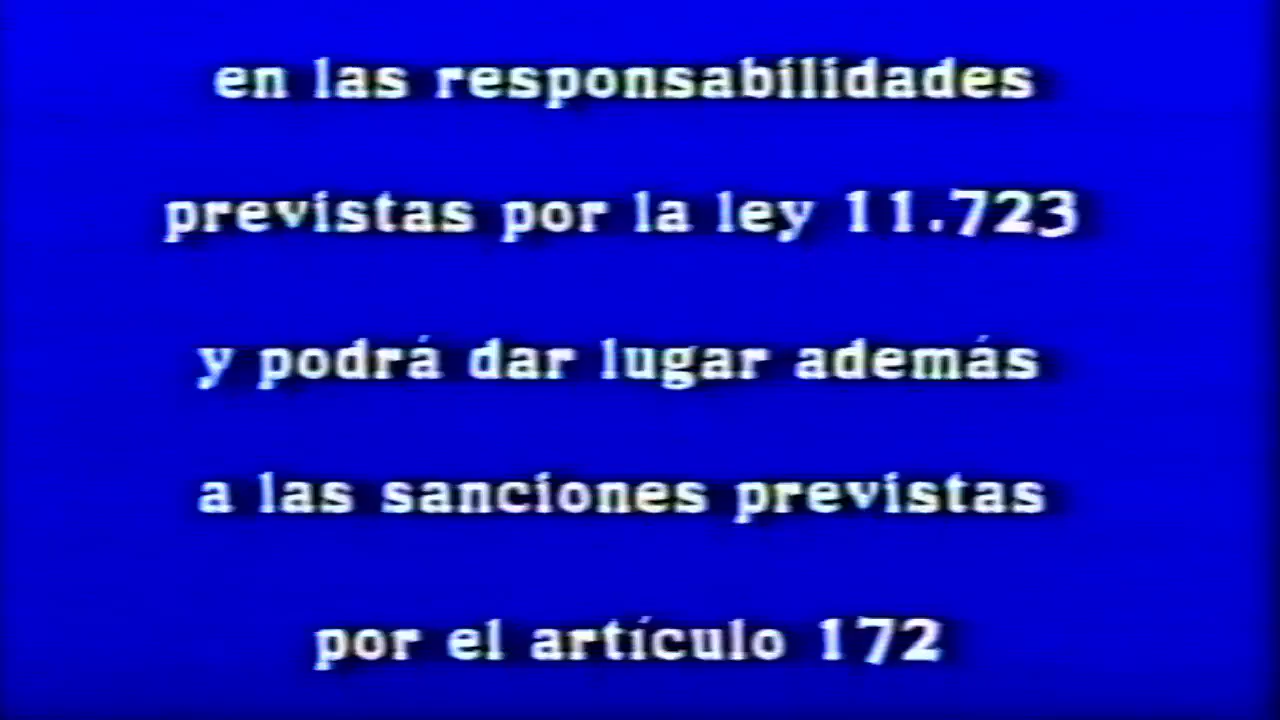 en las responsabilidades
previstas por la ley 11.723
y podrá dar lugar además
a las sanciones previstas
por el artículo 172